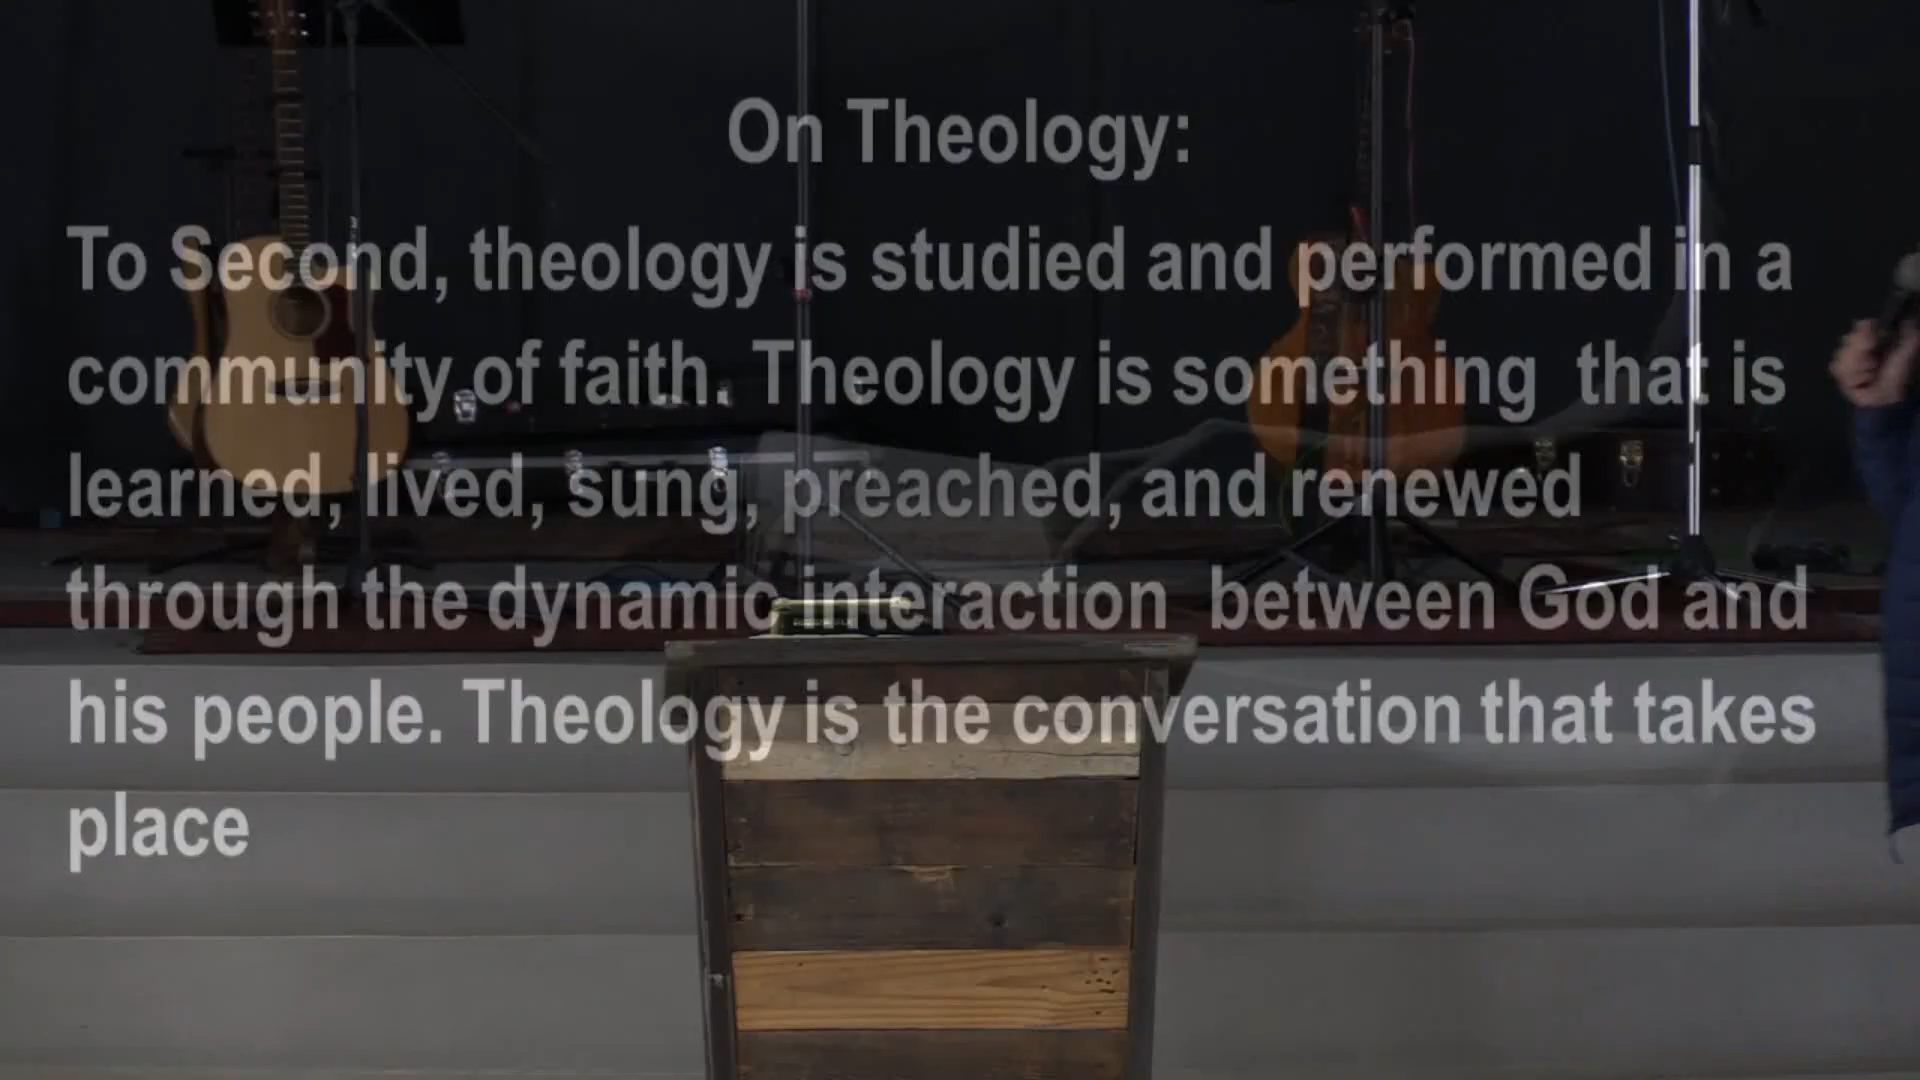 On Theology:
To Second, theology is studied and performed in a
community of faith. Theology is something that is
learned, lived, sung, preached, and renewed
through the dynamic interaction between God and
his people. Theology is the conversation that takes
place